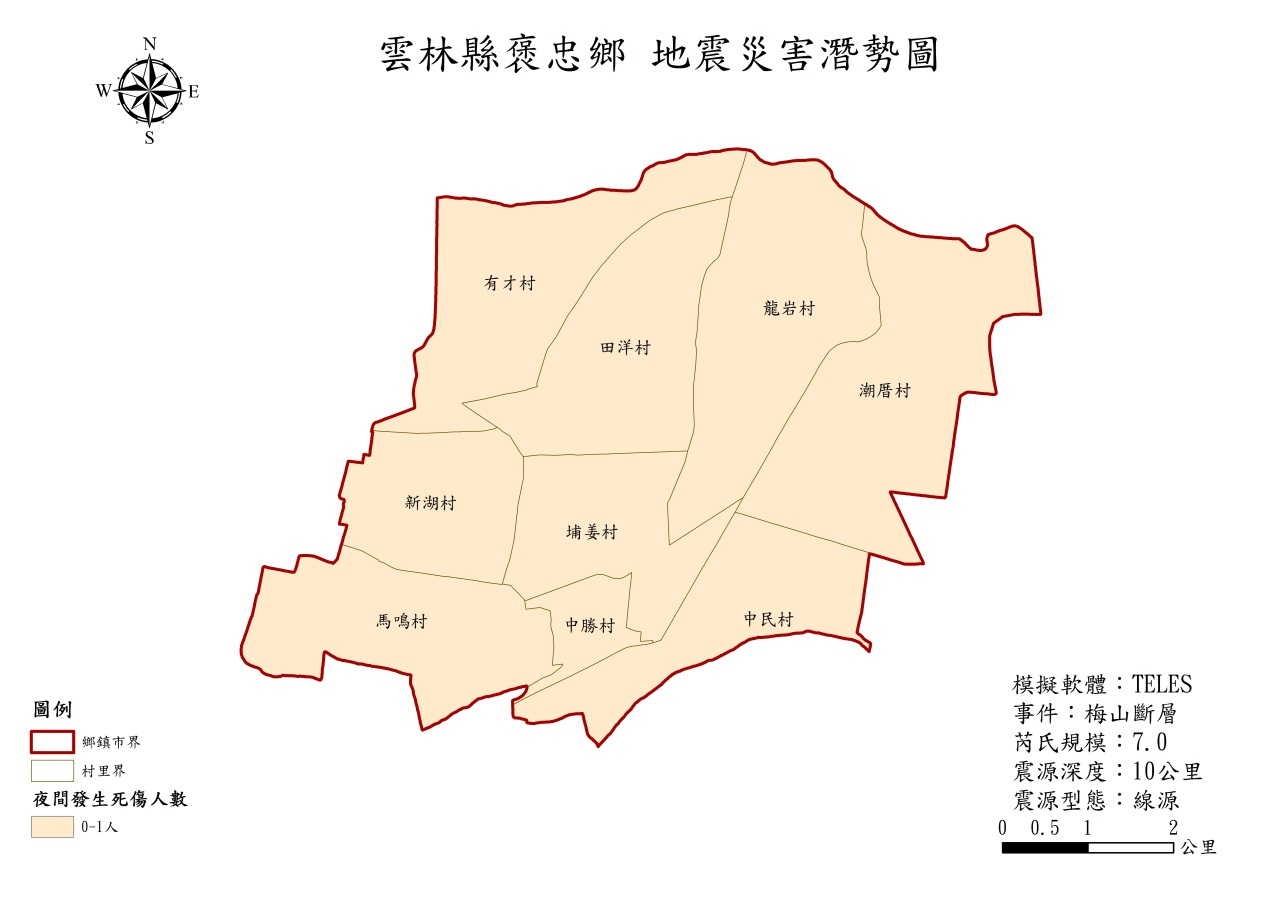 雲林縣褒忠鄉 地震災害潛勢圖
N
W
E
S
有才村
龍岩村
田洋村
潮厝村
新湖村
埔姜村
馬鳴村
中勝村
中民村
圖例
鄉鎮市界
村里界
夜間發生死傷人數
0-1人
模擬軟體：TELES
事件：梅山斷層
芮氏規模：7.0
震源深度：10公里
震源型態：線源
0 0.5 1 2
公里